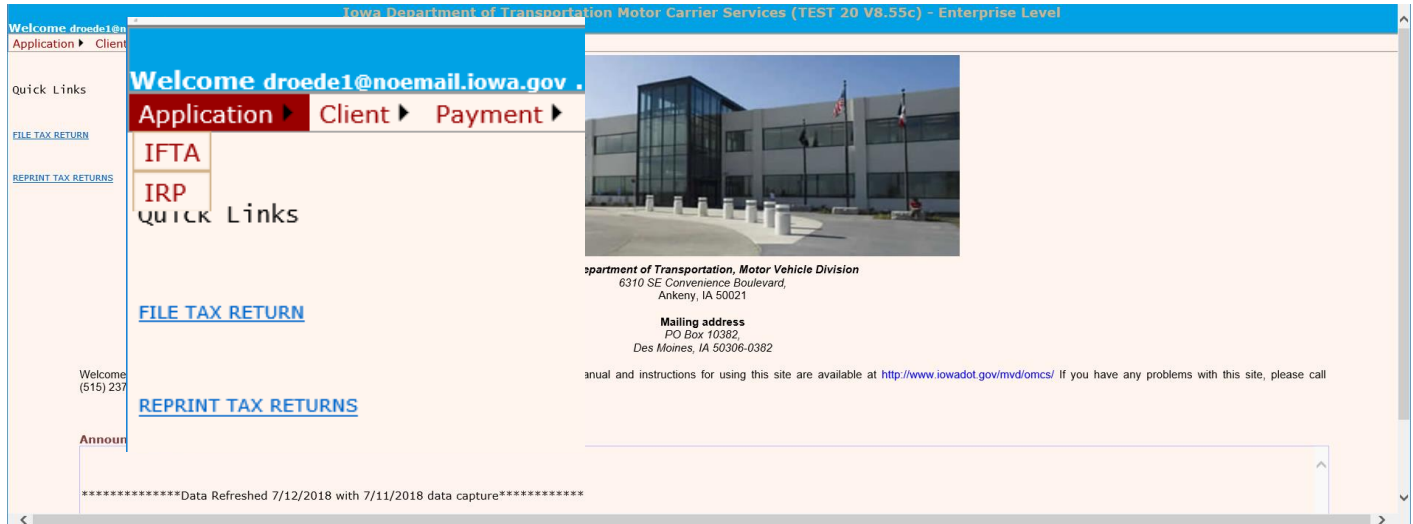 Iowa Department of Transportation Motor Carrier Services (TEST 20 V8.55c) - Enterprise Level
Welcome droede1@n
Application Client
Quick Links
FILE TAX RETURN
REPRINT TAX RETURNS
Welcome droede1@noemail.iowa.gov .
Application Client Payment
IFTA
IRP
Quick Links
FILE TAX RETURN
REPRINT TAX RETURNS
epartment of Transportation, Motor Vehicle Division
6310 SE Convenience Boulevard,
Ankeny, IA 50021
Mailing address
PO Box 10382,
Des Moines, IA 50306-0382
Welcome anual and instructions for using this site are available at http://www.iowadot.gov/mvd/omcs/ If you have any problems with this site, please call
(515) 237
Announ
**************Data Refreshed 7/12/2018 with 7/11/2018 data capture************